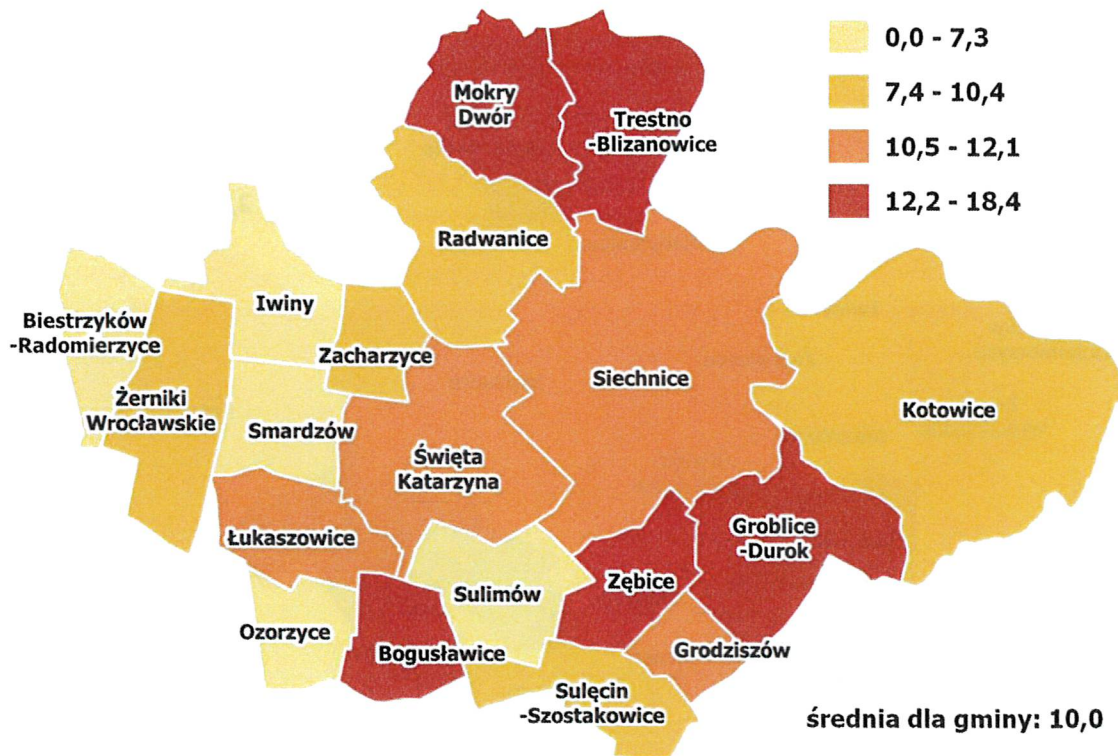 0,0 - 7,3
7,4 - 10,4
10,5 - 12,1
12,2 - 18,4
Mokry
Dwór
Trestno
-Blizanowice
Radwanice
Iwiny
Biestrzyków
-Radomierzyce
Zacharzyce
Siechnice
Żerniki
Wrocławskie
Kotowice
Smardzów
Święta
Katarzyna
Łukaszowice
Groblice
-Durok
Zębice
Sulimów
Ozorzyce
Bogusławice
Grodziszów
Sulęcin
-Szostakowice
średnia dla gminy: 10,0